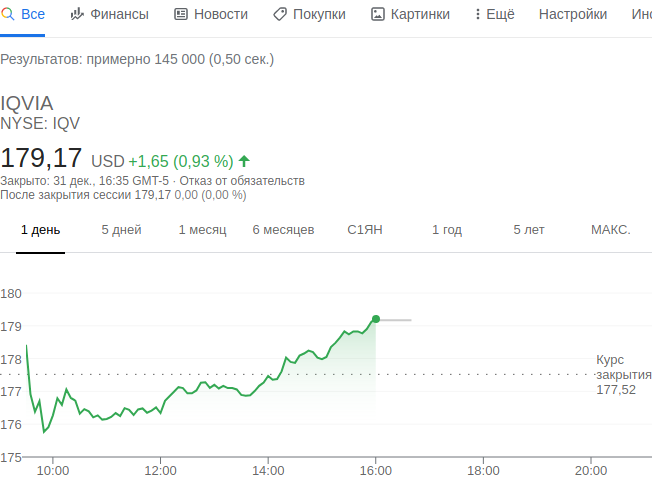 Все Финансы Новости Покупки Картинки Ещё Настройки Инс
Результатов: примерно 145 000 (0,50 сек.)
IQVIA
NYSE: IQV
179,17 USD +1,65 (0,93 %)
Закрыто: 31 дек., 16:35 GMT-5 · Отказ от обязательств
После закрытия сессии 179,17 0,00 (0,00 %)
1 день 5 дней 1 месяц 6 месяцев С1ЯН 1 год 5 лет МАКС.
180
179
178
177
176
175
Курс
закрытия
177,52
10:00 12:00 14:00 16:00 18:00 20:00